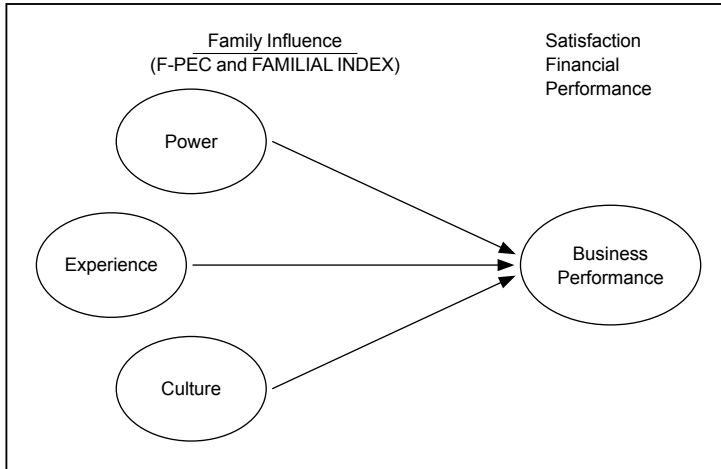 Family Influence
(F-PEC and FAMILIAL INDEX)
Satisfaction
Financial
Performance
Power
Experience
Culture
Business
Performance